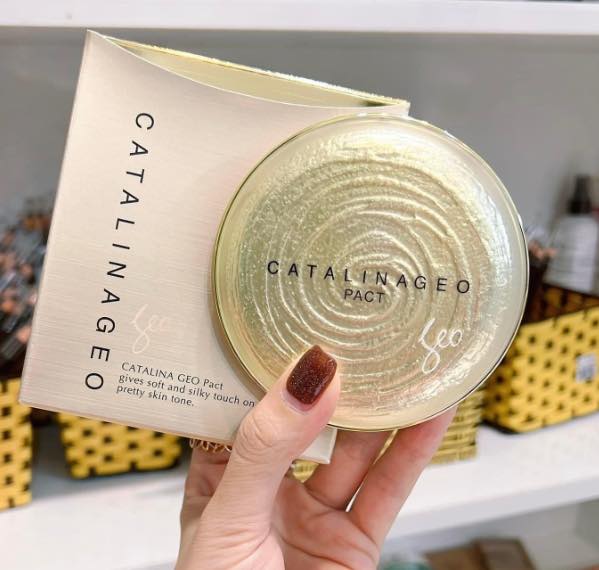 CATALINAGEO
geo
CATALINA GEO Pact
gives soft and silky touch on
pretty skin tone.
CATALINAGEO
PACT
geo